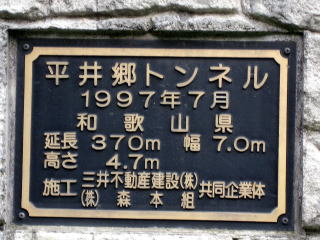 平井郷トンネル
1997年7月
和歌山県
延長 370m 幅 7.0m
高さ 4.7m
施工 三井不動産建設(株) 共同企業体
(株) 森本組